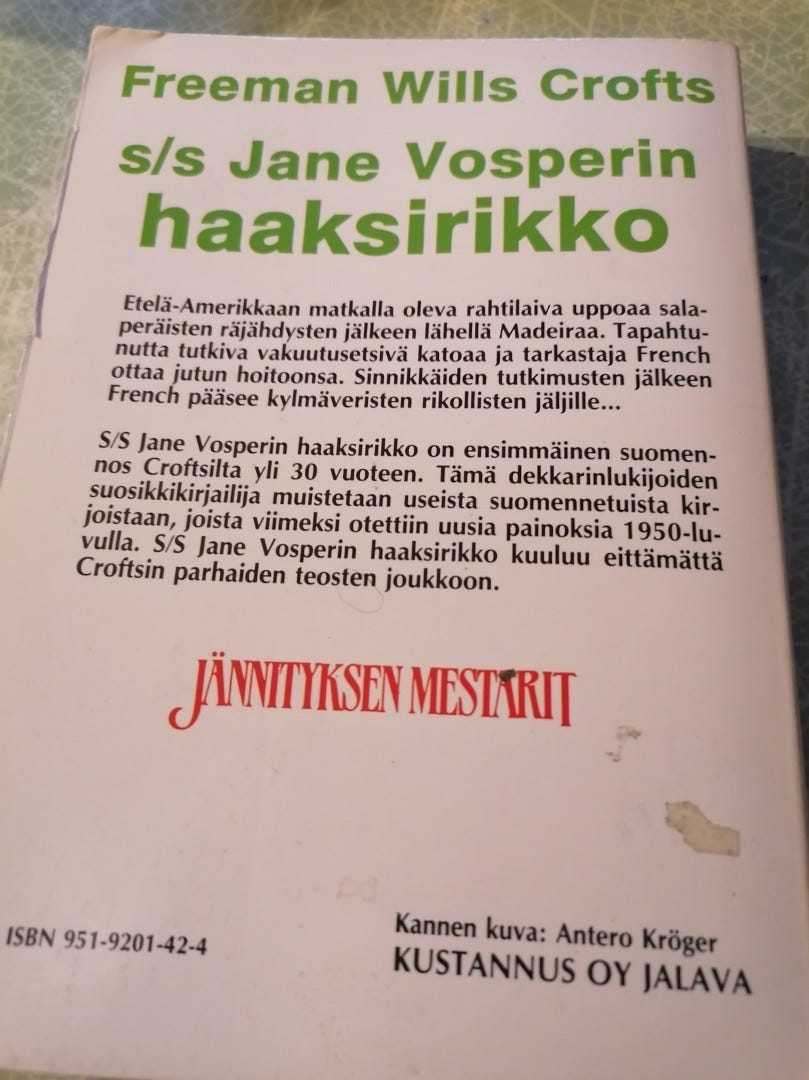 Freeman Wills Crofts
s/s Jane Vosperin
haaksirikko
Etelä-Amerikkaan matkalla oleva rahtilaiva uppoaa sala-
peräisten räjähdysten jälkeen lähellä Madeiraa. Tapahtu-
nutta tutkiva vakuutusetsivä katoaa ja tarkastaja French
ottaa jutun hoitoonsa. Sinnikkäiden tutkimusten jälkeen
French pääsee kylmäveristen rikollisten jäljille...
S/S Jane Vosperin haaksirikko on ensimmäinen suomen-
nos Croftsilta yli 30 vuoteen. Tämä dekkarinlukijoiden
suosikkikirjailija muistetaan useista suomennetuista kir-
joistaan, joista viimeksi otettiin uusia painoksia 1950-lu-
vulla. S/S Jane Vosperin haaksirikko kuuluu eittämättä
Croftsin parhaiden teosten joukkoon.
JÄNNITYKSEN MESTARIT
ISBN 951-9201-42-4
Kannen kuva: Antero Kröger
KUSTANNUS OY JALAVA